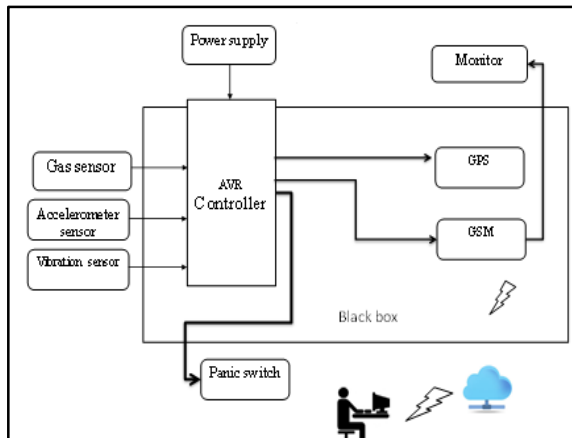 Power supply
Monitor
Gas sensor
AVR
Controller
GPS
Accelerometer
sensor
GSM
Vibration sensor
Black box
Panic switch